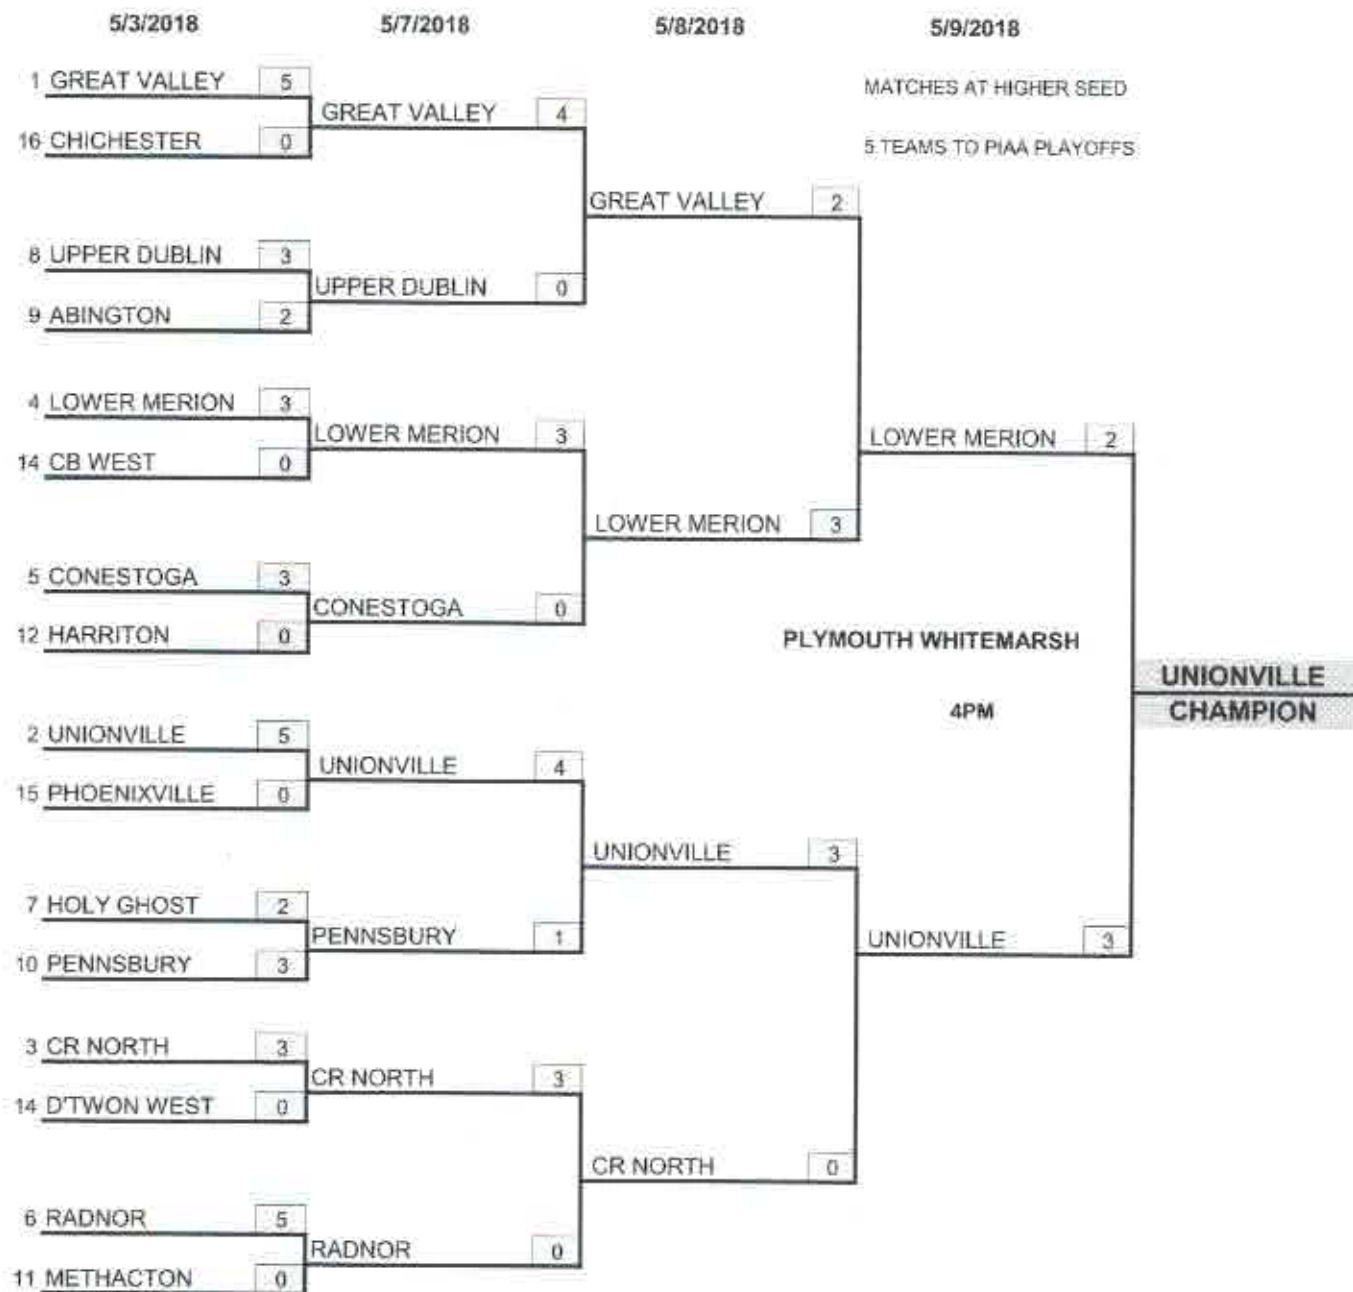 5/3/2018 5/7/2018 5/8/2018 5/9/2018
1 GREAT VALLEY 5
MATCHES AT HIGHER SEED
GREAT VALLEY 4
16 CHICHESTER 0
5 TEAMS TO PIAA PLAYOFFS
GREAT VALLEY 2
8 UPPER DUBLIN 3
UPPER DUBLIN 0
9 ABINGTON 2
4 LOWER MERION 3
LOWER MERION 3
LOWER MERION 2
14 CB WEST 0
LOWER MERION 3
5 CONESTOGA 3
CONESTOGA 0
12 HARRITON 0
PLYMOUTH WHITEMARSH
UNIONVILLE
4PM
CHAMPION
2 UNIONVILLE 5
UNIONVILLE 4
15 PHOENIXVILLE 0
UNIONVILLE 3
7 HOLY GHOST 2
PENNSBURY 1
UNIONVILLE 3
10 PENNSBURY 3
3 CR NORTH 3
CR NORTH 3
14 D'TWON WEST 0
CR NORTH 0
6 RADNOR 5
RADNOR 0
11 METHACTON 0